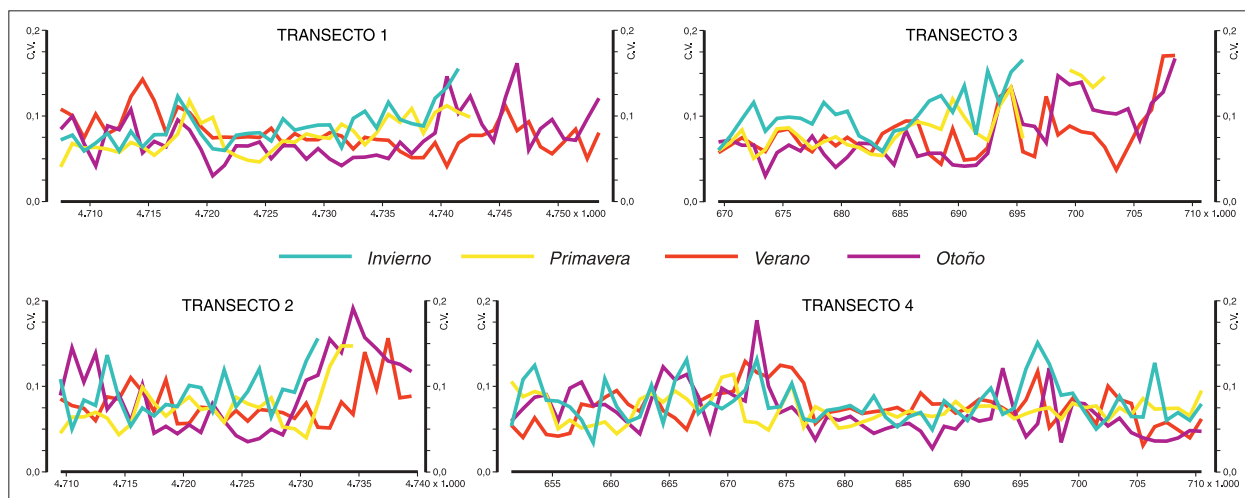 TRANSECTO 1
0,2
0,1
0,0
C.V.
0,2
0,1
0,0
C.V.
4.710 4.715 4.720 4.725 4.730 4.735 4.740 4.745 4.750 x 1.000
TRANSECTO 3
0,2
0,1
0,0
C.V.
0,2
0,1
0,0
C.V.
670 675 680 685 690 695 700 705 710 x 1.000
Invierno Primavera Verano Otoño
TRANSECTO 2
0,2
0,1
0,0
C.V.
0,2
0,1
0,0
C.V.
4.710 4.715 4.720 4.725 4.730 4.735 4.740 x 1.000
TRANSECTO 4
0,2
0,1
0,0
C.V.
0,2
0,1
0,0
C.V.
655 660 665 670 675 680 685 690 695 700 705 710 x 1.000